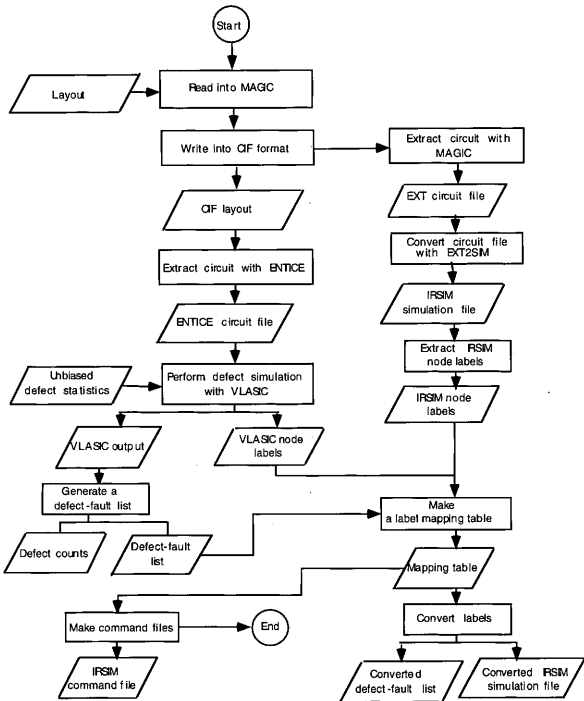 Start
Layout
Read into MAGIC
Write into CIF format
Extract circuit with
MAGIC
CIF layout
EXT circuit file
Extract circuit with ENTICE
Convert circuit file
with EXT2SIM
ENTICE circuit file
IRSIM
simulation file
Unbiased
defect statistics
Perform defect simulation
with VLASIC
Extract IRSIM
node labels
VLASIC output
VLASIC node
labels
IRSIM node
labels
Generate a
defect-fault list
Make
a label mapping table
Defect counts
Defect-fault
list
Mapping table
Make command files
End
Convert labels
IRSIM
command file
Converted
defect-fault list
Converted IRSIM
simulation file